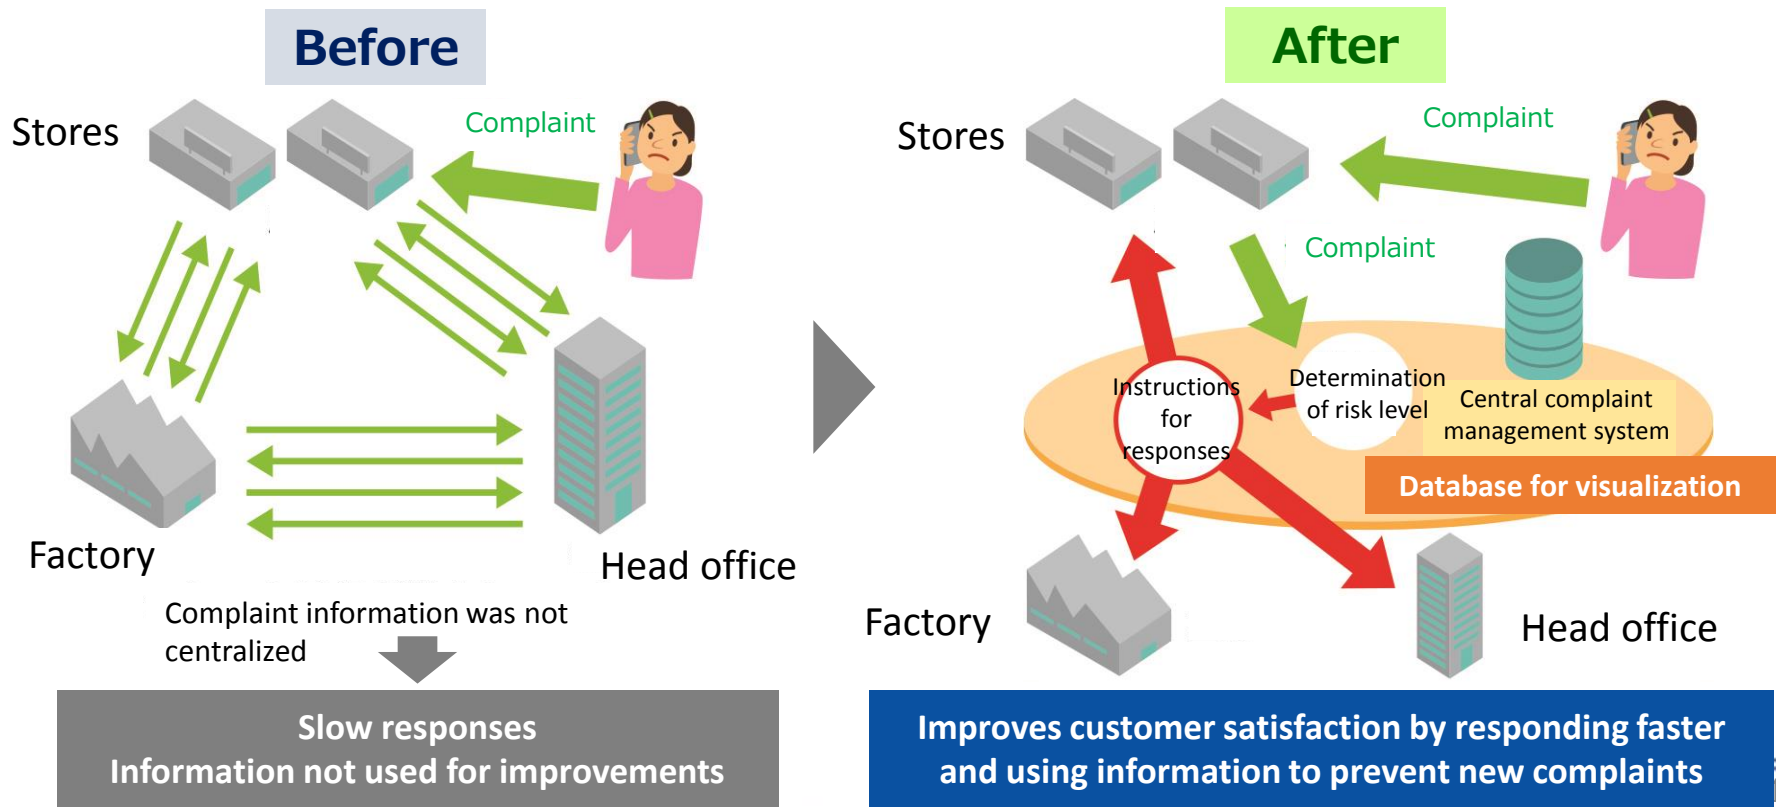 Before
Stores
Complaint
Factory
Head office
Complaint information was not
centralized
Slow responses
Information not used for improvements
After
Stores
Complaint
Complaint
Instructions
for
responses
Determination
of risk level
Central complaint
management system
Database for visualization
Factory
Head office
Improves customer satisfaction by responding faster
and using information to prevent new complaints